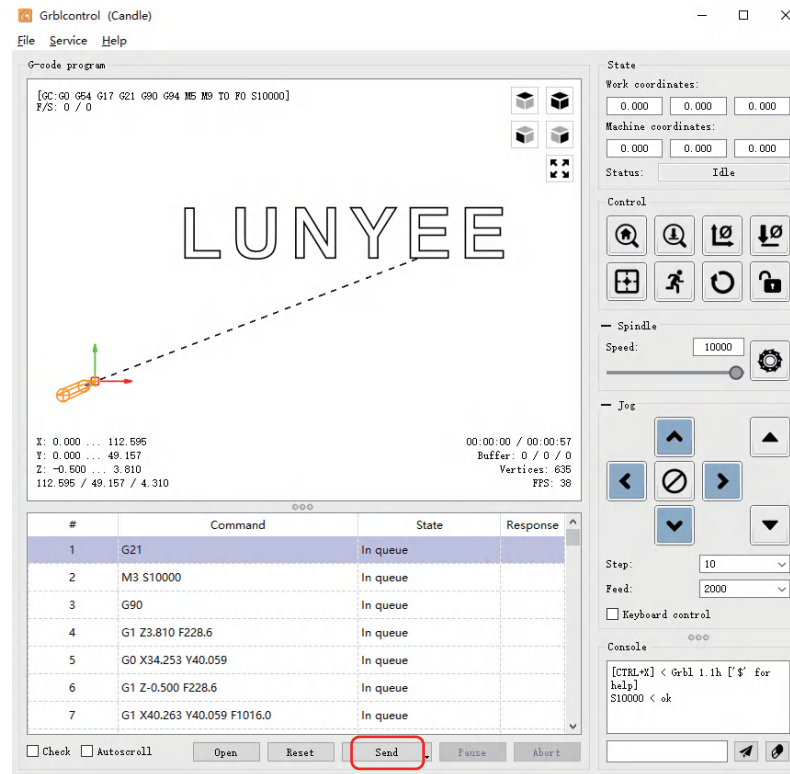 Grblcontrol (Candle)
File Service Help
G-code program
[GC:G0 G54 G17 G21 G90 G94 M5 M9 T0 F0 S10000]
F/S: 0 / 0
LUNYEE
X: 0.000 ... 112.595
Y: 0.000 ... 49.157
Z: -0.500 ... 3.810
112.595 / 49.157 / 4.310
00:00:00 / 00:00:57
Buffer: 0 / 0 / 0
Vertices: 635
FPS: 38
# Command State Response
1 G21 In queue
2 M3 S10000 In queue
3 G90 In queue
4 G1 Z3.810 F228.6 In queue
5 G0 X34.253 Y40.059 In queue
6 G1 Z-0.500 F228.6 In queue
7 G1 X40.263 Y40.059 F1016.0 In queue
Check Autoscroll Open Reset Send Pause Abort
State
Work coordinates:
0.000 0.000 0.000
Machine coordinates:
0.000 0.000 0.000
Status: Idle
Control
Spindle
Speed: 10000
Jog
Step: 10
Feed: 2000
Keyboard control
Console
[CTRL+X] < Grbl 1.1h ['$' for
help]
S10000 < ok